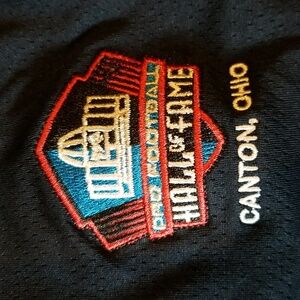 PRO FOOTBALL
HALL OF FAME
CANTON, OHIO